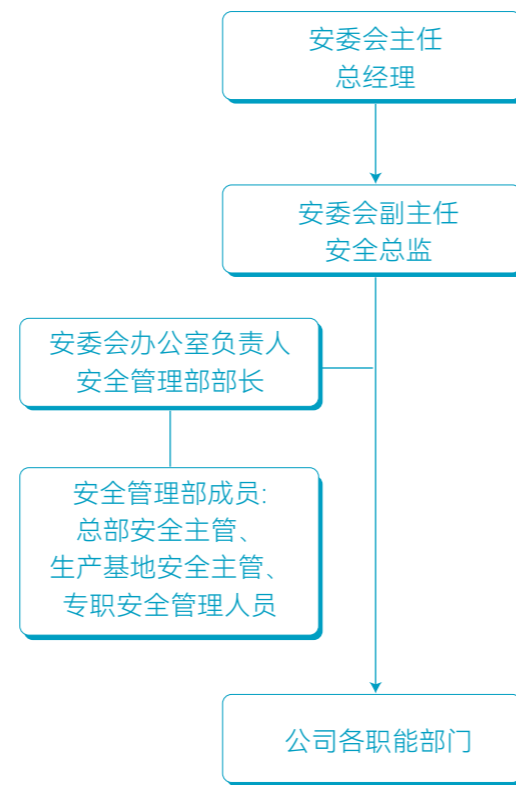 安委会主任
总经理
安委会副主任
安全总监
安委会办公室负责人
安全管理部部长
安全管理部成员:
总部安全主管、
生产基地安全主管、
专职安全管理人员
公司各职能部门